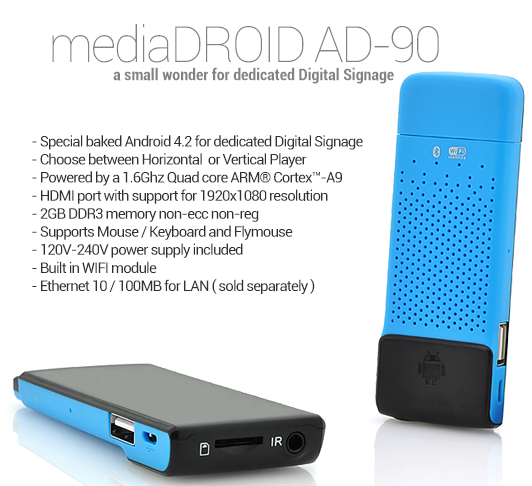 mediaDROID AD-90
a small wonder for dedicated Digital Signage
- Special baked Android 4.2 for dedicated Digital Signage
- Choose between Horizontal or Vertical Player
- Powered by a 1.6Ghz Quad core ARM® Cortex™-A9
- HDMI port with support for 1920x1080 resolution
- 2GB DDR3 memory non-ecc non-reg
- Supports Mouse / Keyboard and Flymouse
- 120V-240V power supply included
- Built in WIFI module
- Ethernet 10 / 100MB for LAN ( sold separately )
WiFi
IR